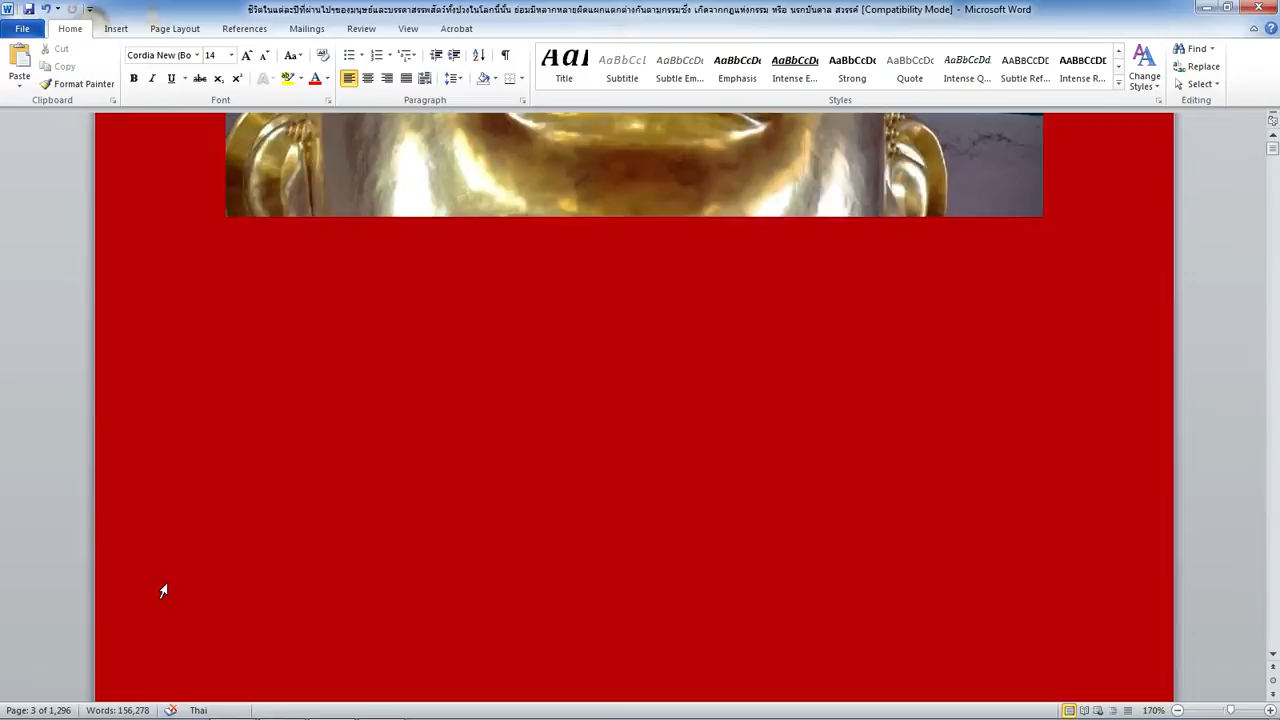 ชีวิตในแต่ละปีที่ผ่านไปของมนุษย์และบรรดาสรรพสัตว์ทั้งปวงในโลกนี้นั้น ย่อมมีหลากหลายผิดแผกแตกต่างกันตามกรรมซึ่ง เกิดจากกฎแห่งกรรม หรือ นรกบันดาล สวรรค์ [Compatibility Mode] - Microsoft Word
File Home Insert Page Layout References Mailings Review View Acrobat
Paste
Cut
Copy
Format Painter
Clipboard
Cordia New (Bo 14
Font
Paragraph
AaI AaBbCcI AaBbCcDc AaBbCcDc AaBbCcDc AaBbCcDc AaBbCcDc AaBbCcDd AaBbCcDC AaBbCcDE
Title Subtitle Subtle Em... Emphasis Intense E... Strong Quote Intense Q... Subtle Ref... Intense R...
Change Styles
Styles
Find
Replace
Select
Editing
Page: 3 of 1,296 Words: 156,278 Thai 170%